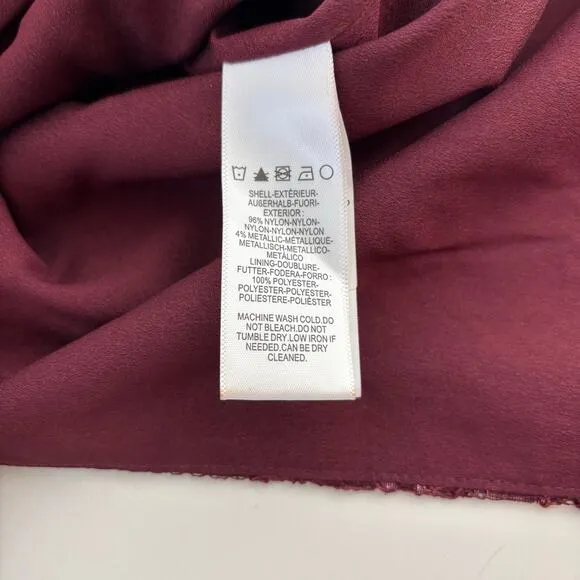 SHELL-EXTÉRIEUR-
AUßERHALB-FUORI-
EXTERIOR :
96% NYLON-NYLON-
NYLON-NYLON-NYLON
4% METALLIC-MÉTALLIQUE-
METALLISCH-METALLICO-
METÁLICO
LINING-DOUBLURE-
FUTTER-FODERA-FORRO :
100% POLYESTER-
POLYESTER-POLYESTER-
POLIESTERE-POLIÉSTER
MACHINE WASH COLD.DO
NOT BLEACH.DO NOT
TUMBLE DRY.LOW IRON IF
NEEDED.CAN BE DRY
CLEANED.